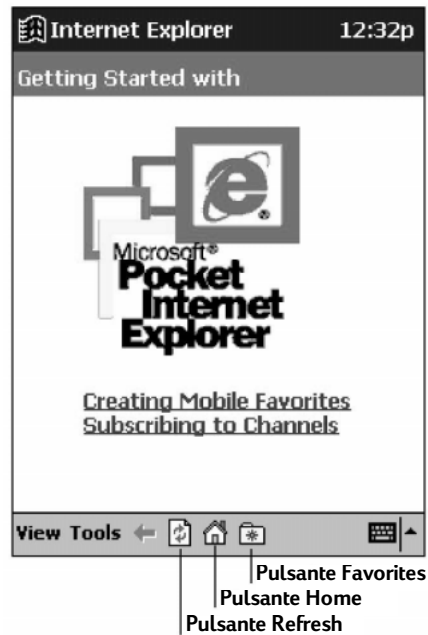 Internet Explorer 12:32p
Getting Started with
Microsoft®
Pocket
Internet
Explorer
Creating Mobile Favorites
Subscribing to Channels
View Tools
Pulsante Favorites
Pulsante Home
Pulsante Refresh